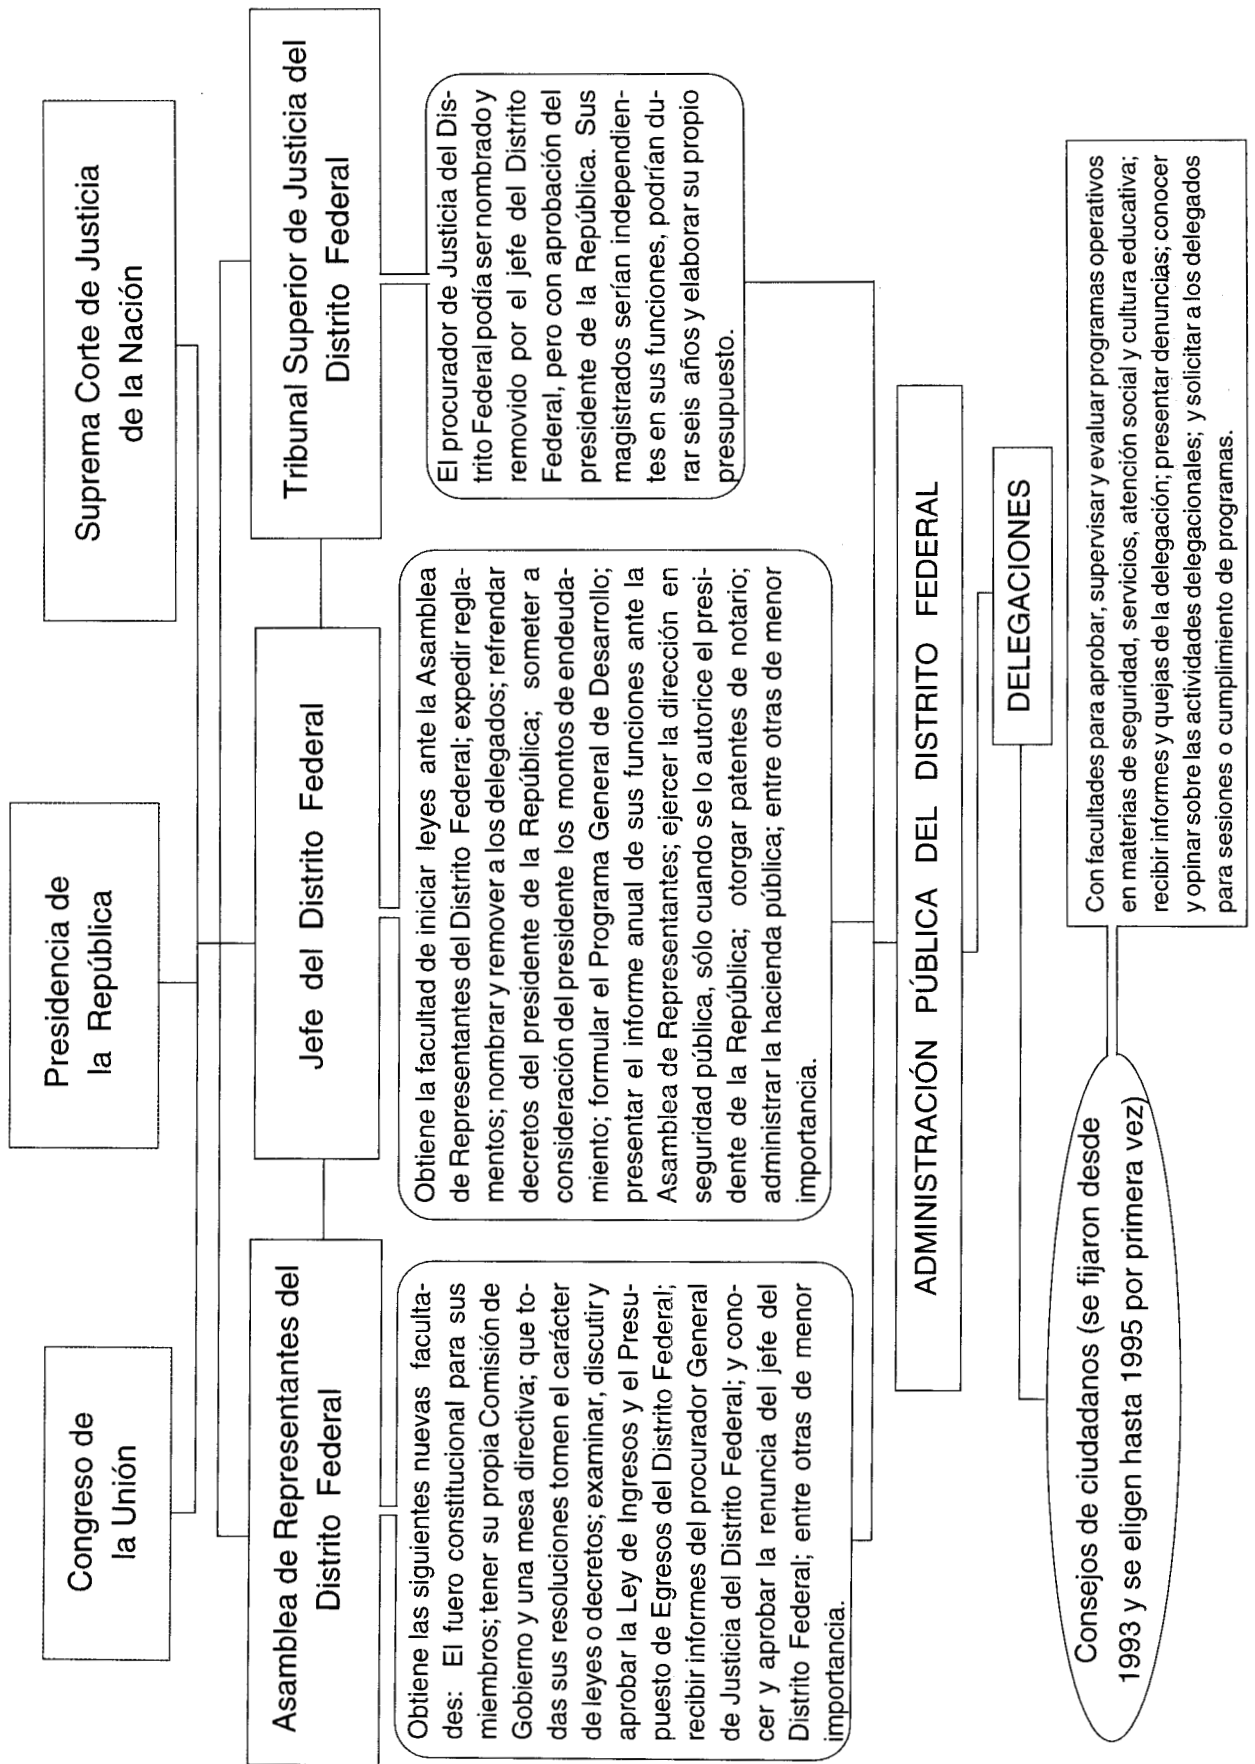 Congreso de
la Unión
Presidencia de
la República
Suprema Corte de Justicia
de la Nación
Asamblea de Representantes del
Distrito Federal
Jefe del Distrito Federal
Tribunal Superior de Justicia del
Distrito Federal
Obtiene las siguientes nuevas faculta-
des: El fuero constitucional para sus
miembros; tener su propia Comisión de
Gobierno y una mesa directiva; que to-
das sus resoluciones tomen el carácter
de leyes o decretos; examinar, discutir y
aprobar la Ley de Ingresos y el Presu-
puesto de Egresos del Distrito Federal;
recibir informes del procurador General
de Justicia del Distrito Federal; y cono-
cer y aprobar la renuncia del jefe del
Distrito Federal; entre otras de menor
importancia.
Obtiene la facultad de iniciar leyes ante la Asamblea
de Representantes del Distrito Federal; expedir regla-
mentos; nombrar y remover a los delegados; refrendar
decretos del presidente de la República; someter a
consideración del presidente los montos de endeuda-
miento; formular el Programa General de Desarrollo;
presentar el informe anual de sus funciones ante la
Asamblea de Representantes; ejercer la dirección en
seguridad pública, sólo cuando se lo autorice el presi-
dente de la República; otorgar patentes de notario;
administrar la hacienda pública; entre otras de menor
importancia.
El procurador de Justicia del Dis-
trito Federal podía ser nombrado y
removido por el jefe del Distrito
Federal, pero con aprobación del
presidente de la República. Sus
magistrados serían independien-
tes en sus funciones, podrían du-
rar seis años y elaborar su propio
presupuesto.
ADMINISTRACIÓN PÚBLICA DEL DISTRITO FEDERAL
DELEGACIONES
Consejos de ciudadanos (se fijaron desde
1993 y se eligen hasta 1995 por primera vez)
Con facultades para aprobar, supervisar y evaluar programas operativos
en materias de seguridad, servicios, atención social y cultura educativa;
recibir informes y quejas de la delegación; presentar denuncias; conocer
y opinar sobre las actividades delegacionales; y solicitar a los delegados
para sesiones o cumplimiento de programas.